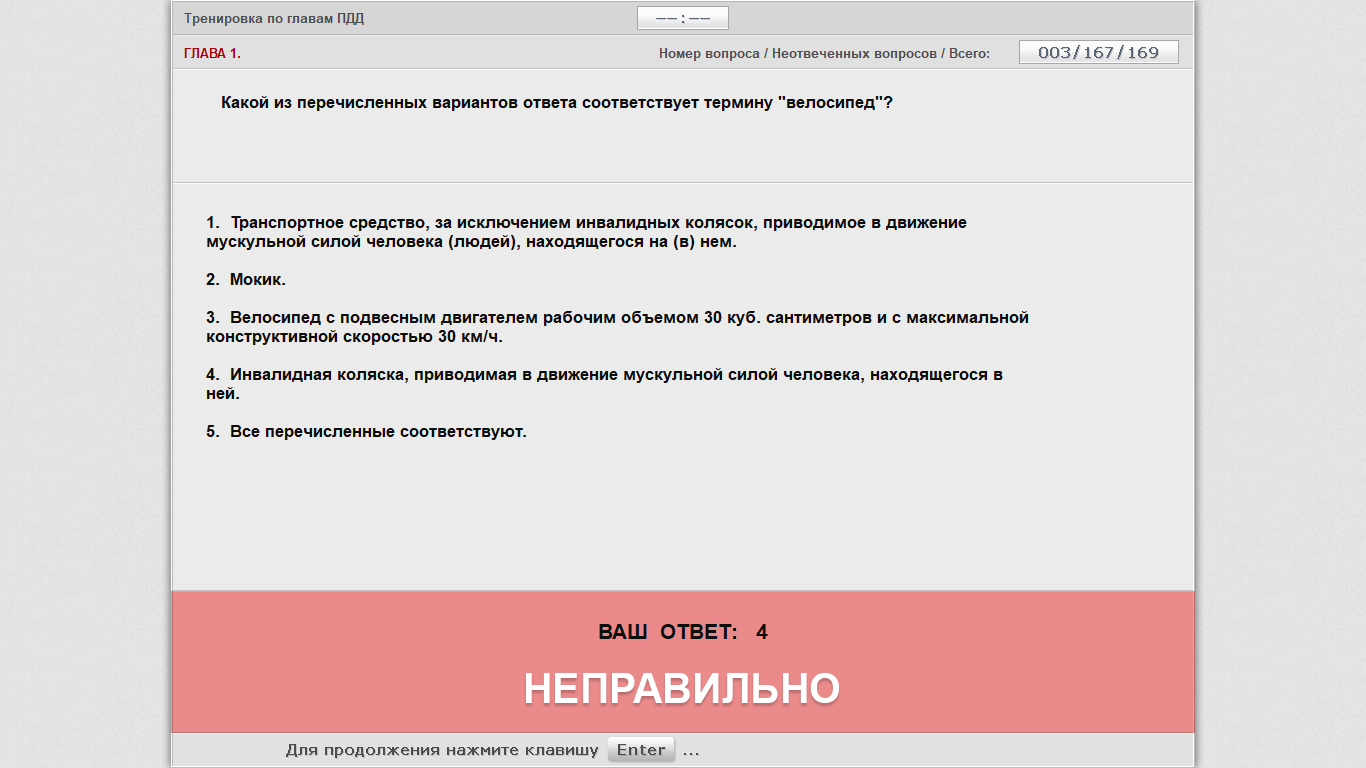 Тренировка по главам ПДД
——:——
ГЛАВА 1.
Номер вопроса / Неотвеченных вопросов / Всего:
003/167/169
Какой из перечисленных вариантов ответа соответствует термину "велосипед"?
1. Транспортное средство, за исключением инвалидных колясок, приводимое в движение
мускульной силой человека (людей), находящегося на (в) нем.
2. Мокик.
3. Велосипед с подвесным двигателем рабочим объемом 30 куб. сантиметров и с максимальной
конструктивной скоростью 30 км/ч.
4. Инвалидная коляска, приводимая в движение мускульной силой человека, находящегося в
ней.
5. Все перечисленные соответствуют.
ВАШ ОТВЕТ: 4
НЕПРАВИЛЬНО
Для продолжения нажмите клавишу Enter ...